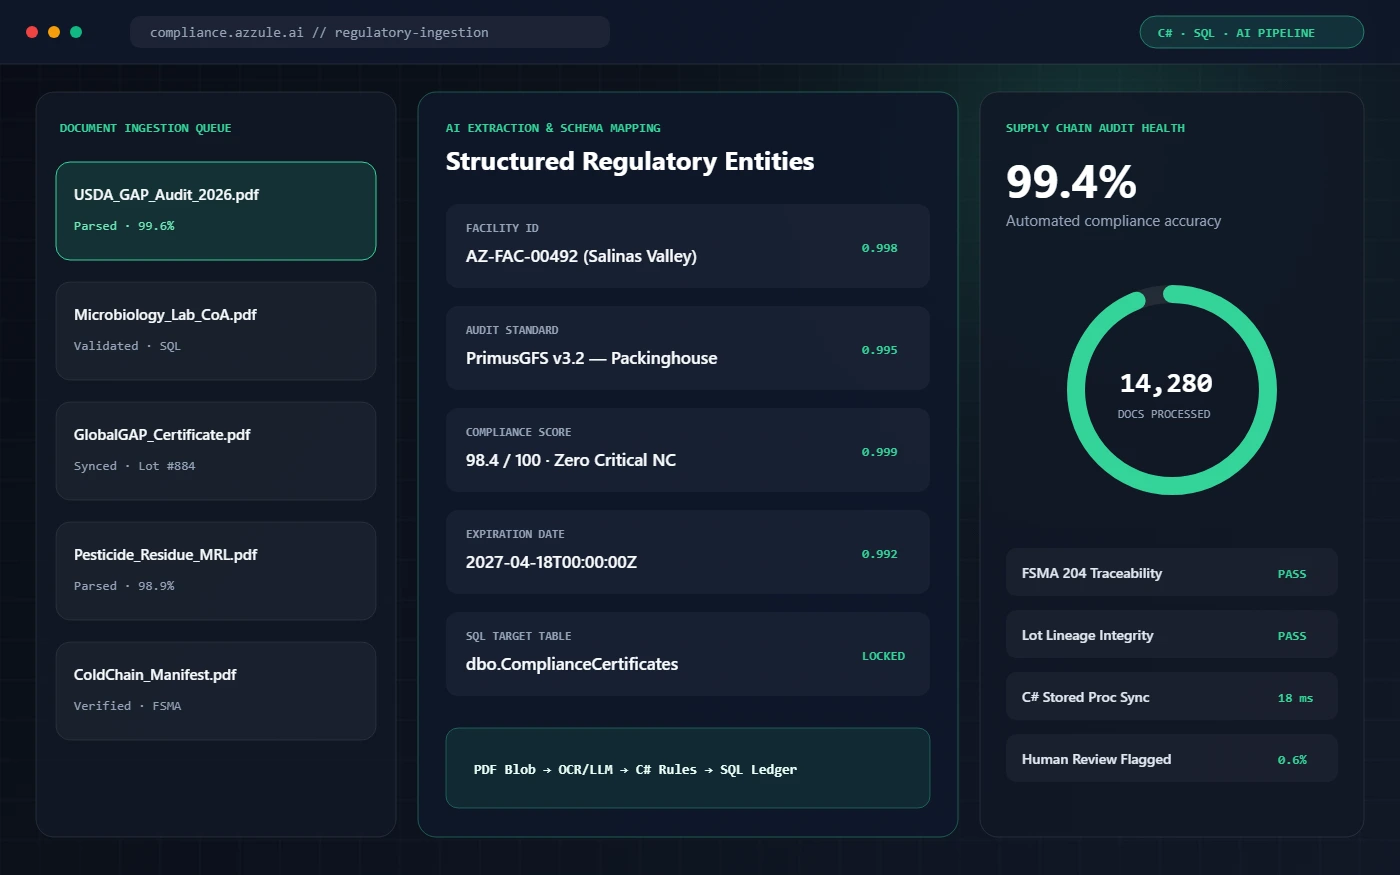 compliance.azzule.ai // regulatory-ingestion
C# · SQL · AI PIPELINE
DOCUMENT INGESTION QUEUE
USDA_GAP_Audit_2026.pdf
Parsed · 99.6%
Microbiology_Lab_CoA.pdf
Validated · SQL
GlobalGAP_Certificate.pdf
Synced · Lot #884
Pesticide_Residue_MRL.pdf
Parsed · 98.9%
ColdChain_Manifest.pdf
Verified · FSMA
AI EXTRACTION & SCHEMA MAPPING
Structured Regulatory Entities
FACILITY ID
AZ-FAC-00492 (Salinas Valley)
0.998
AUDIT STANDARD
PrimusGFS v3.2 — Packinghouse
0.995
COMPLIANCE SCORE
98.4 / 100 · Zero Critical NC
0.999
EXPIRATION DATE
2027-04-18T00:00:00Z
0.992
SQL TARGET TABLE
dbo.ComplianceCertificates
LOCKED
PDF Blob → OCR/LLM → C# Rules → SQL Ledger
SUPPLY CHAIN AUDIT HEALTH
99.4%
Automated compliance accuracy
14,280
DOCS PROCESSED
FSMA 204 Traceability PASS
Lot Lineage Integrity PASS
C# Stored Proc Sync 18 ms
Human Review Flagged 0.6%